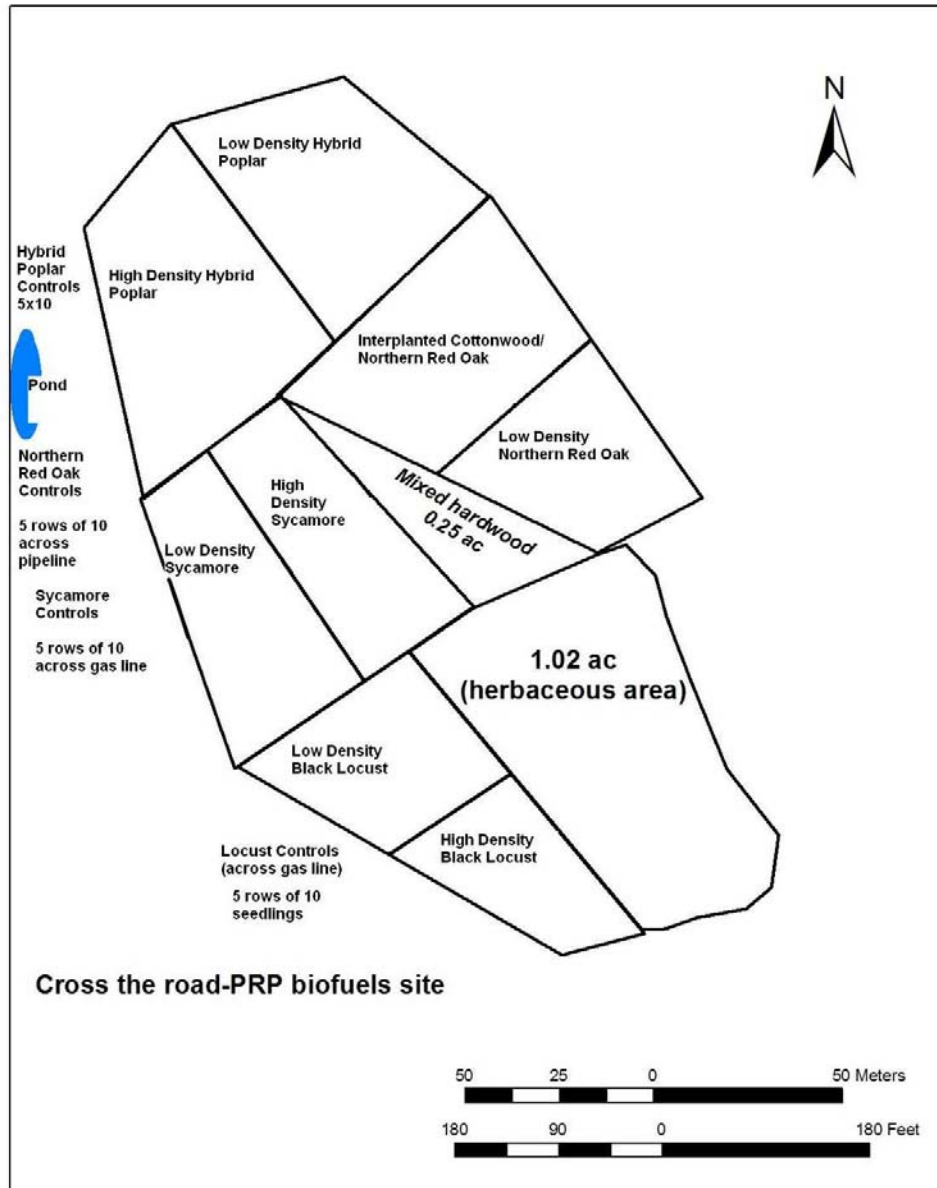 N
Low Density Hybrid
Poplar
Hybrid
Poplar
Controls
5x10
High Density Hybrid
Poplar
Interplanted Cottonwood/
Northern Red Oak
Pond
Low Density
Northern Red Oak
Northern
Red Oak
Controls
5 rows of 10
across
pipeline
High
Density
Sycamore
Mixed hardwood
0.25 ac
Low Density
Sycamore
Sycamore
Controls
5 rows of 10
across gas line
1.02 ac
(herbaceous area)
Low Density
Black Locust
High Density
Black Locust
Locust Controls
(across gas line)
5 rows of 10
seedlings
Cross the road-PRP biofuels site
50 25 0 50 Meters
180 90 0 180 Feet